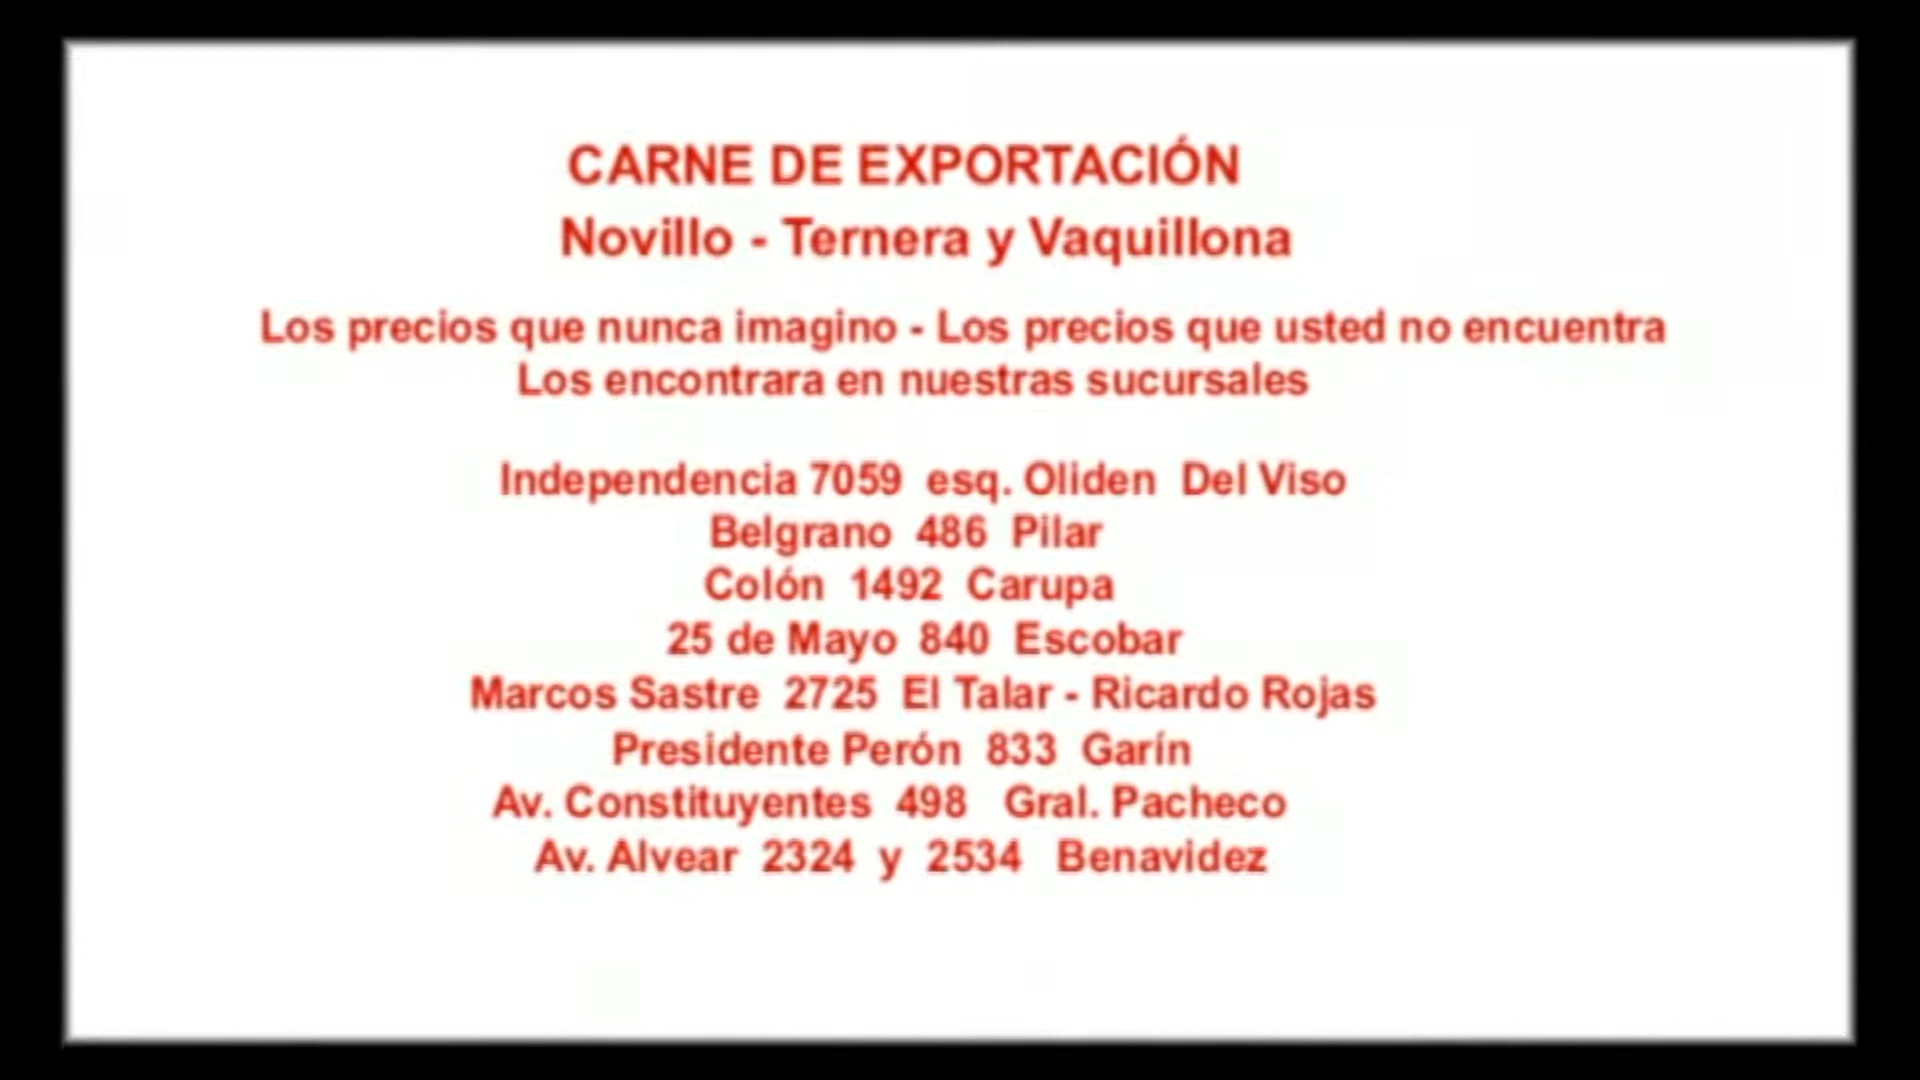 CARNE DE EXPORTACIÓN
Novillo - Ternera y Vaquillona
Los precios que nunca imagino - Los precios que usted no encuentra
Los encontrara en nuestras sucursales
Independencia 7059 esq. Oliden Del Viso
Belgrano 486 Pilar
Colón 1492 Carupa
25 de Mayo 840 Escobar
Marcos Sastre 2725 El Talar - Ricardo Rojas
Presidente Perón 833 Garín
Av. Constituyentes 498 Gral. Pacheco
Av. Alvear 2324 y 2534 Benavidez